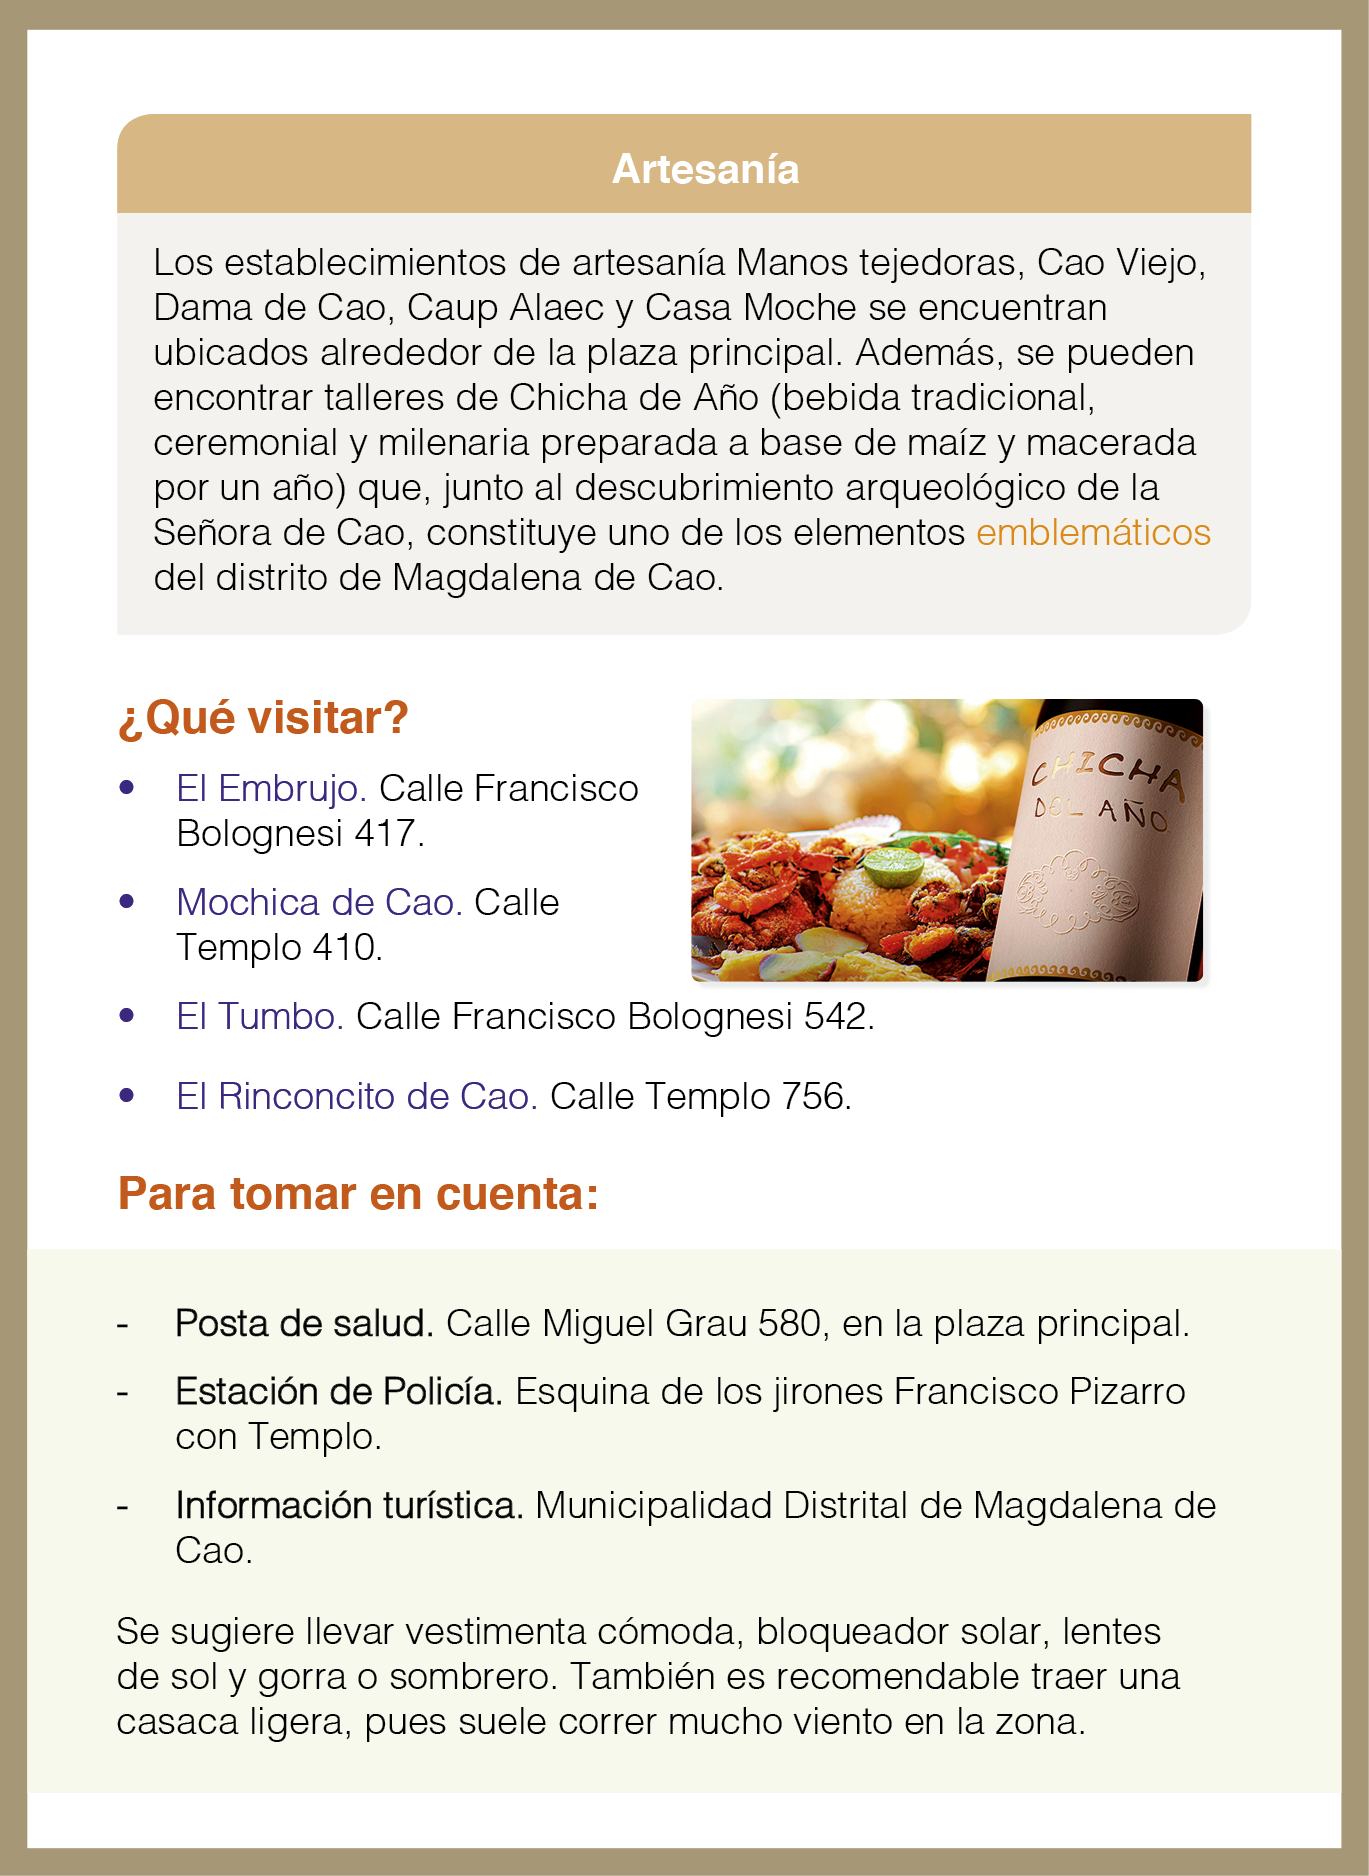 Artesanía
Los establecimientos de artesanía Manos tejedoras, Cao Viejo,
Dama de Cao, Caup Alaec y Casa Moche se encuentran
ubicados alrededor de la plaza principal. Además, se pueden
encontrar talleres de Chicha de Año (bebida tradicional,
ceremonial y milenaria preparada a base de maíz y macerada
por un año) que, junto al descubrimiento arqueológico de la
Señora de Cao, constituye uno de los elementos emblemáticos
del distrito de Magdalena de Cao.
¿Qué visitar?
• El Embrujo. Calle Francisco
Bolognesi 417.
• Mochica de Cao. Calle
Templo 410.
• El Tumbo. Calle Francisco Bolognesi 542.
• El Rinconcito de Cao. Calle Templo 756.
CHICHA
DEL AÑO
Para tomar en cuenta:
- Posta de salud. Calle Miguel Grau 580, en la plaza principal.
- Estación de Policía. Esquina de los jirones Francisco Pizarro
con Templo.
- Información turística. Municipalidad Distrital de Magdalena de
Cao.
Se sugiere llevar vestimenta cómoda, bloqueador solar, lentes
de sol y gorra o sombrero. También es recomendable traer una
casaca ligera, pues suele correr mucho viento en la zona.